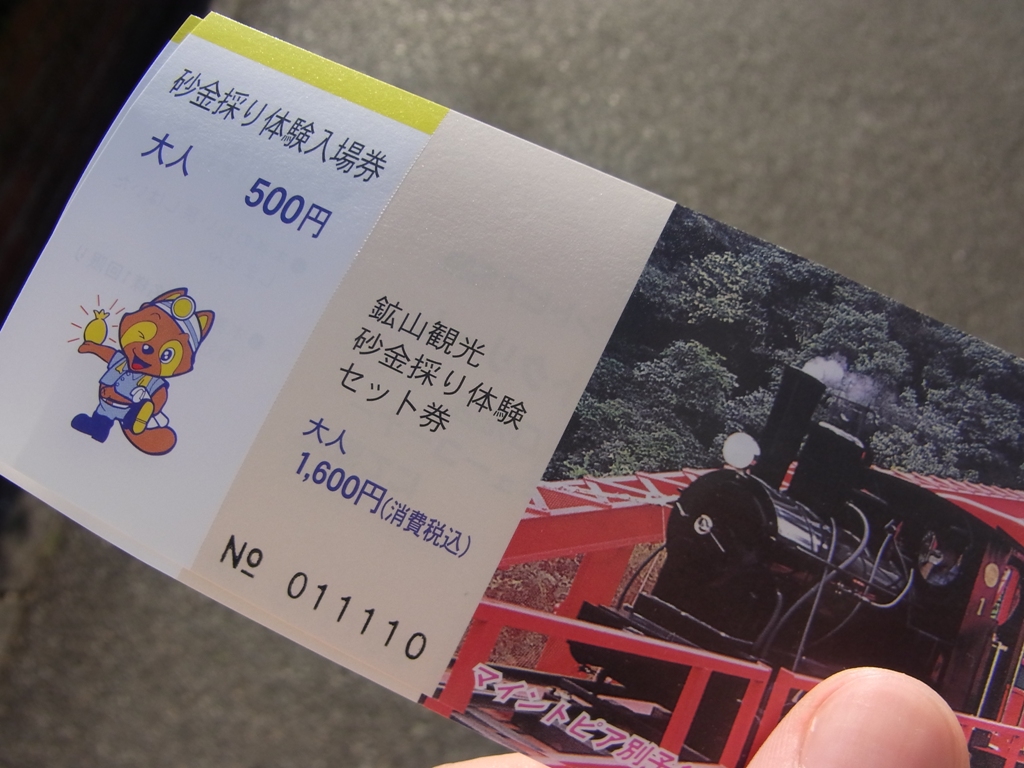 砂金採り体験入場券
大人 500円
鉱山観光
砂金採り体験
セット券
大人
1,600円(消費税込)
№ 011110
マイントピア別子